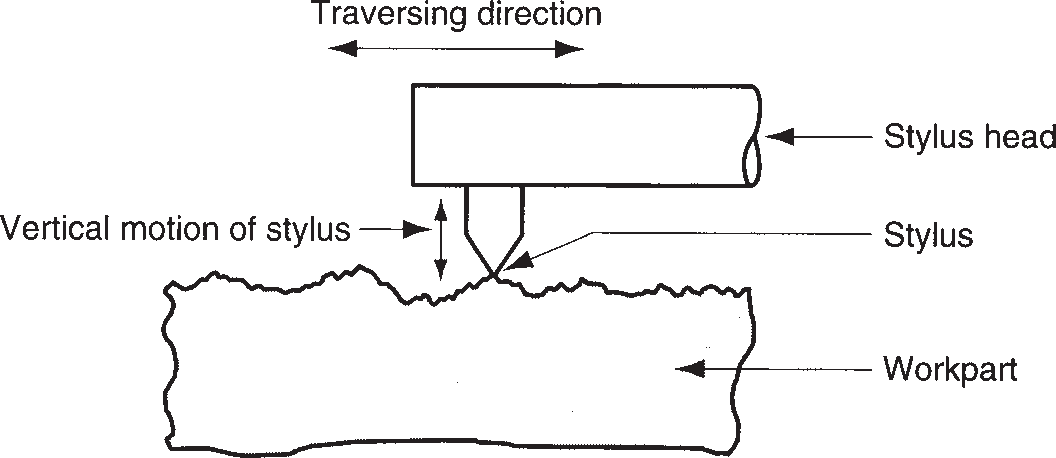 Traversing direction
Stylus head
Vertical motion of stylus
Stylus
Workpart